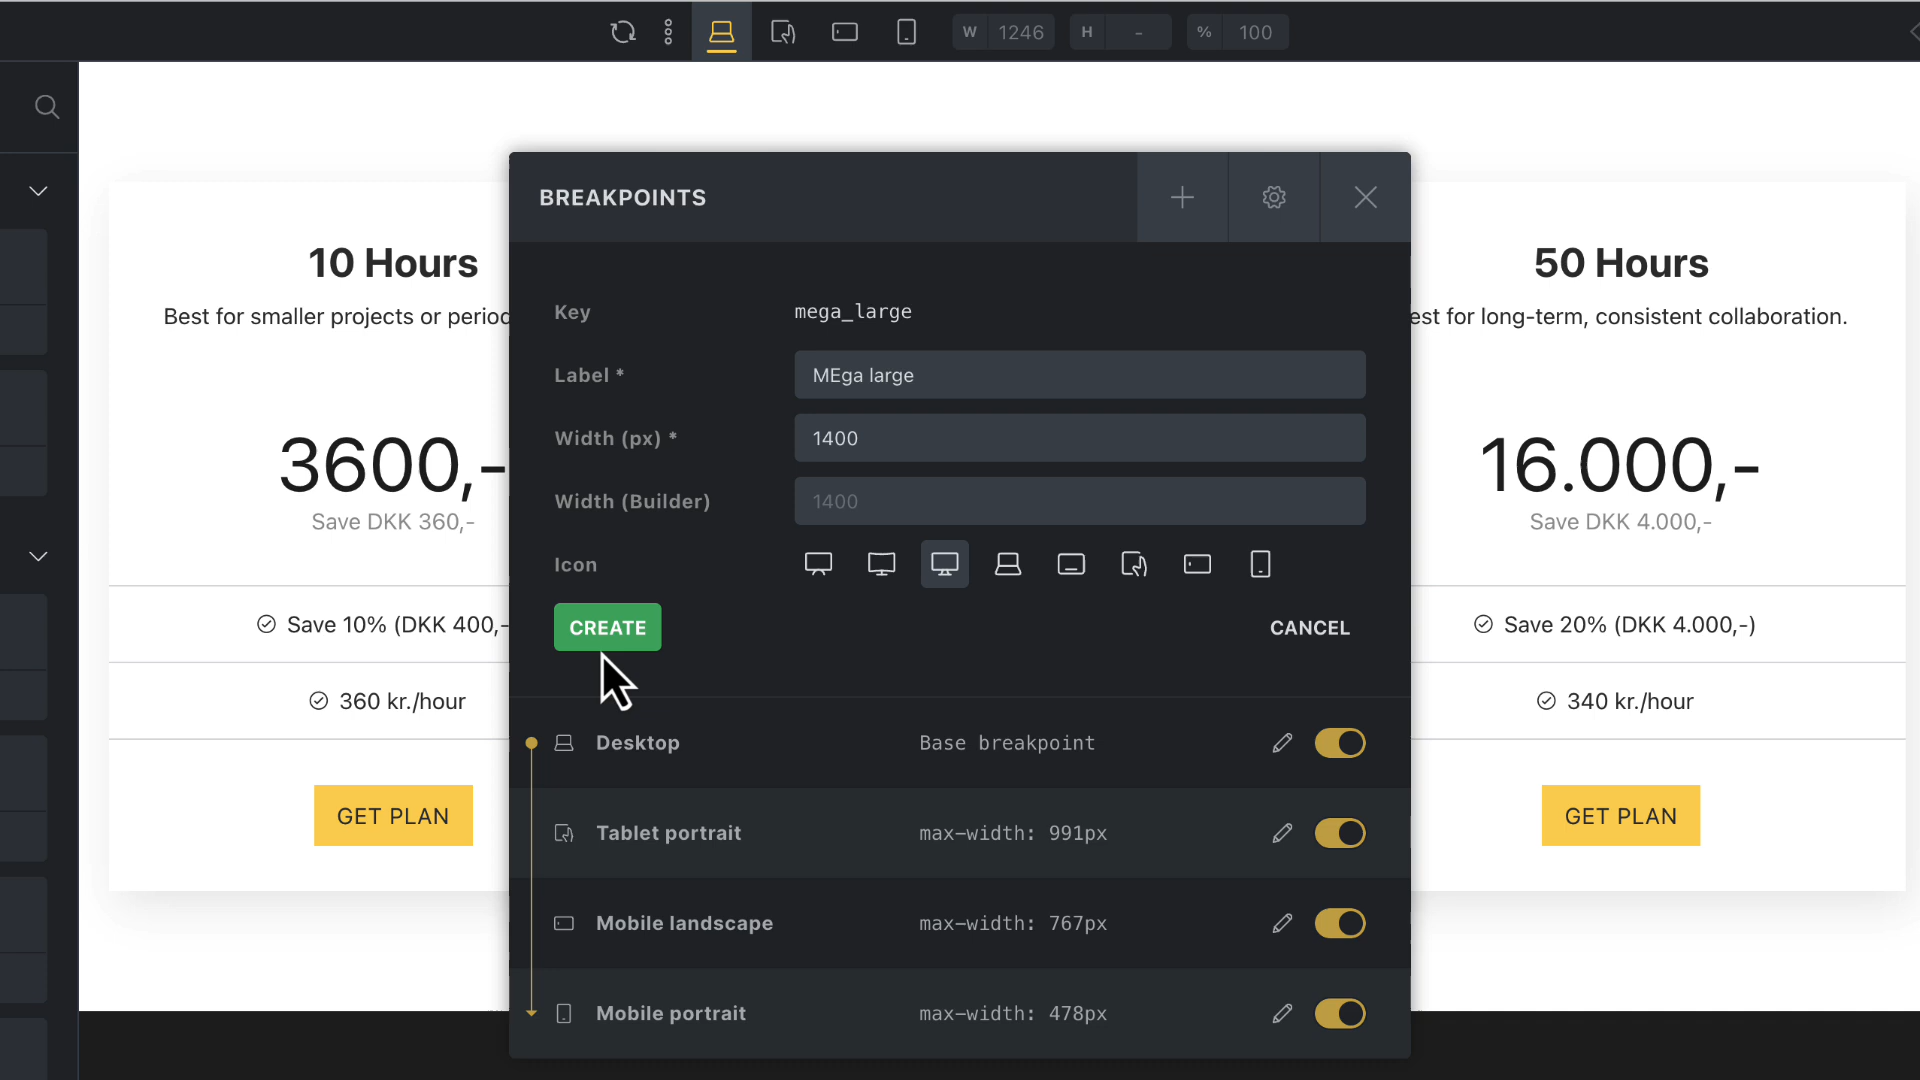 W 1246 H - % 100
BREAKPOINTS
Key mega_large
Label * MEga large
Width (px) * 1400
Width (Builder) 1400
Icon
CREATE CANCEL
Desktop Base breakpoint
Tablet portrait max-width: 991px
Mobile landscape max-width: 767px
Mobile portrait max-width: 478px
10 Hours
Best for smaller projects or
3600,-
Save DKK 360,-
Save 10% (DKK 400,-
360 kr./hour
GET PLAN
50 Hours
for long-term, consistent collaboration.
16.000,-
Save DKK 4.000,-
Save 20% (DKK 4.000,-)
340 kr./hour
GET PLAN